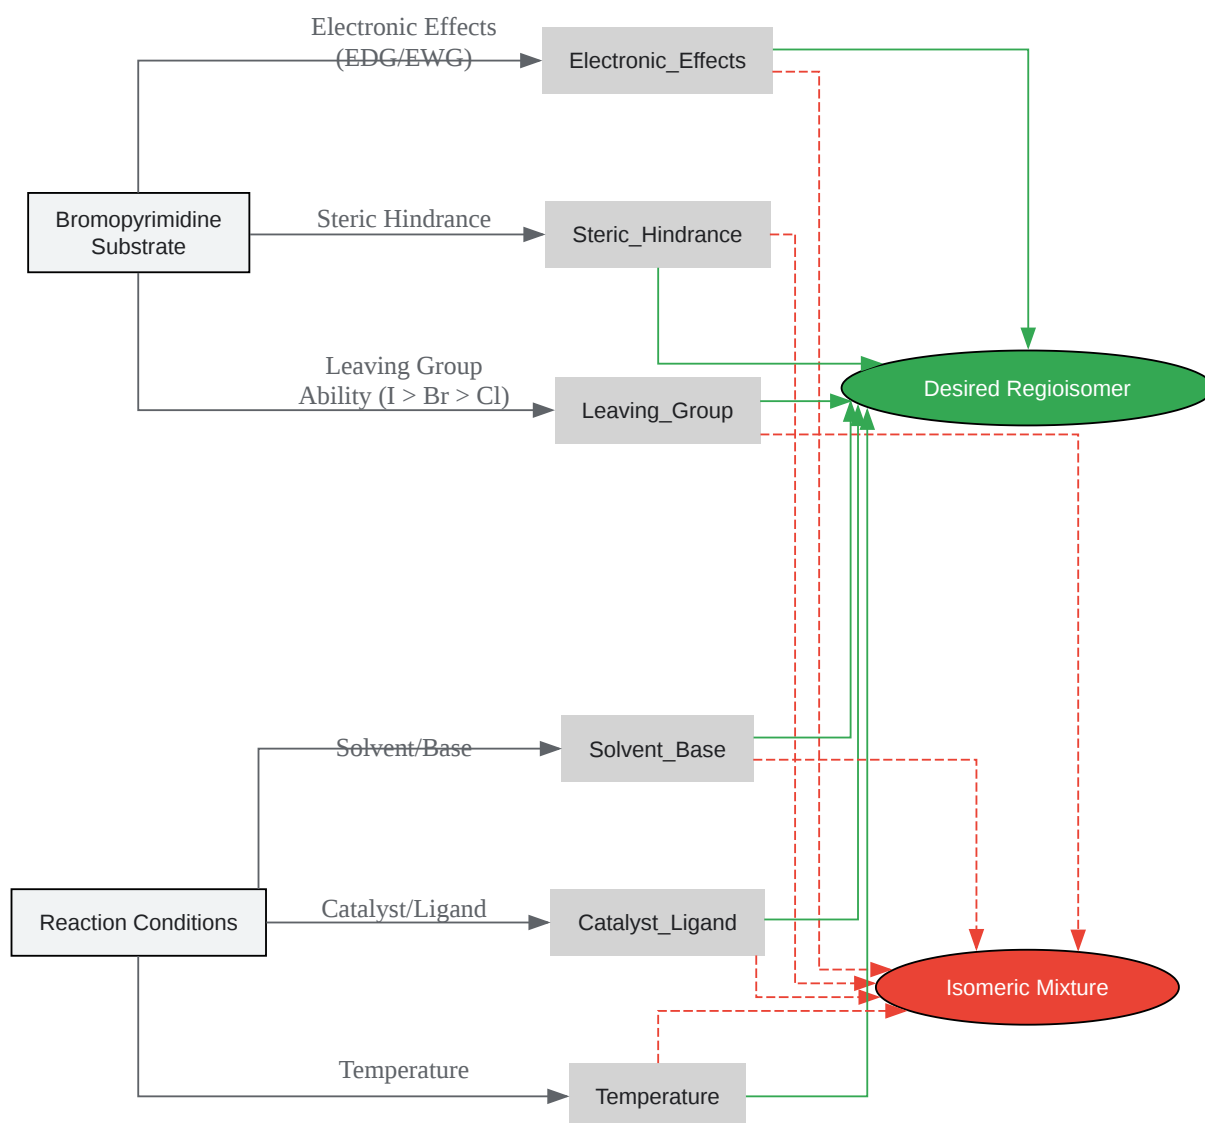 Electronic Effects
(EDG/EWG)
Electronic_Effects
Bromopyrimidine
Substrate
Steric Hindrance
Steric_Hindrance
Leaving Group
Ability (I > Br > Cl)
Leaving_Group
Desired Regioisomer
Solvent/Base
Solvent_Base
Reaction Conditions
Catalyst/Ligand
Catalyst_Ligand
Isomeric Mixture
Temperature
Temperature